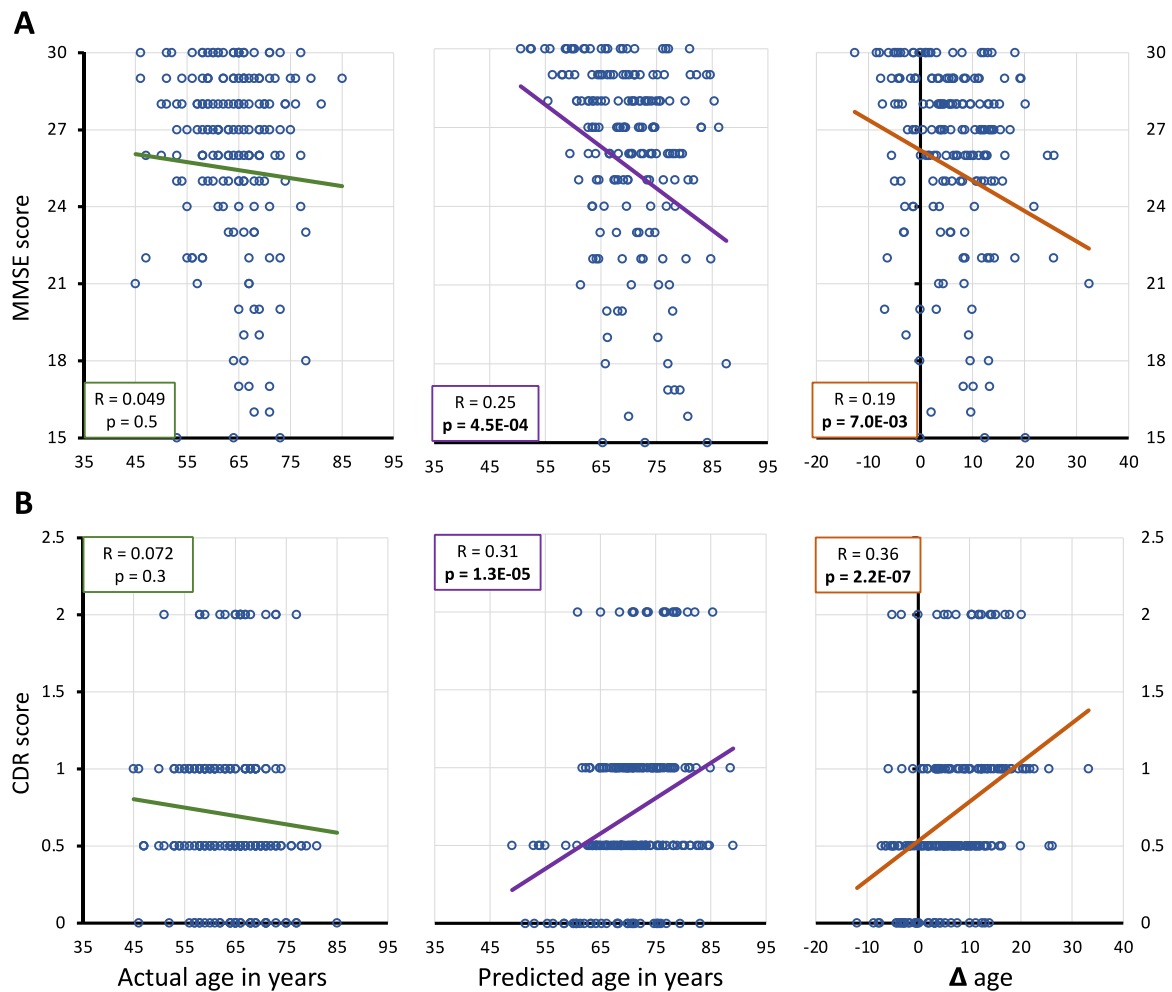 A
MMSE score
30
27
24
21
18
15
R = 0.049
p = 0.5
35 45 55 65 75 85 95
R = 0.25
p = 4.5E-04
35 45 55 65 75 85 95
R = 0.19
p = 7.0E-03
-20 -10 0 10 20 30 40
30
27
24
21
18
15
B
CDR score
2.5
2
1.5
1
0.5
0
R = 0.072
p = 0.3
35 45 55 65 75 85 95
Actual age in years
R = 0.31
p = 1.3E-05
35 45 55 65 75 85 95
Predicted age in years
R = 0.36
p = 2.2E-07
-20 -10 0 10 20 30 40
Δ age
2.5
2
1.5
1
0.5
0